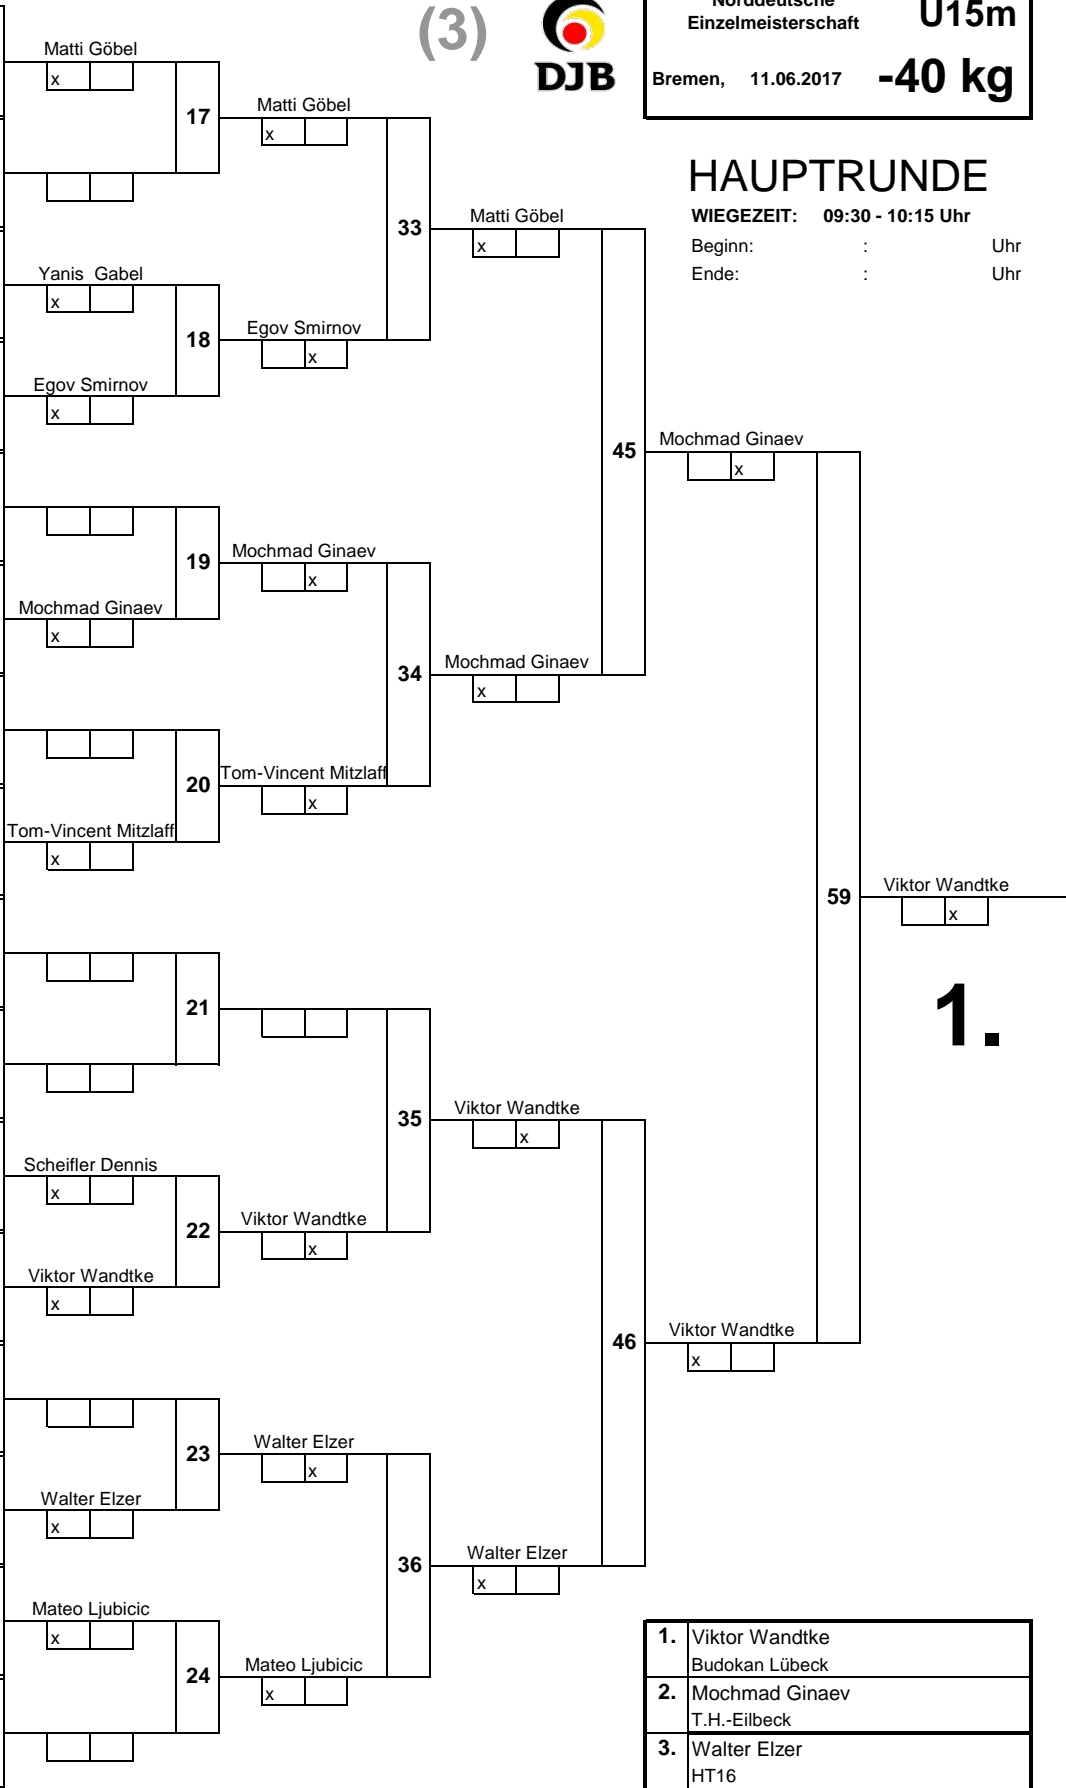 (3)
DJB
Norddeutsche
Einzelmeisterschaft
U15m
Bremen, 11.06.2017
-40 kg
HAUPTRUNDE
WIEGEZEIT: 09:30 - 10:15 Uhr
Beginn: : Uhr
Ende: : Uhr
Matti Göbel
x
17
Matti Göbel
x
33
Matti Göbel
x
Yanis Gabel
x
18
Egov Smirnov
x
Egov Smirnov
x
45
Mochmad Ginaev
x
19
Mochmad Ginaev
x
Mochmad Ginaev
x
34
Mochmad Ginaev
x
20
Tom-Vincent Mitzlaff
x
Tom-Vincent Mitzlaff
x
59
Viktor Wandtke
x
1.
21
35
Viktor Wandtke
x
Scheifler Dennis
x
22
Viktor Wandtke
x
Viktor Wandtke
x
46
Viktor Wandtke
x
23
Walter Elzer
x
Walter Elzer
x
36
Walter Elzer
x
Mateo Ljubicic
x
24
Mateo Ljubicic
x
1. Viktor Wandtke
Budokan Lübeck
2. Mochmad Ginaev
T.H.-Eilbeck
3. Walter Elzer
HT16